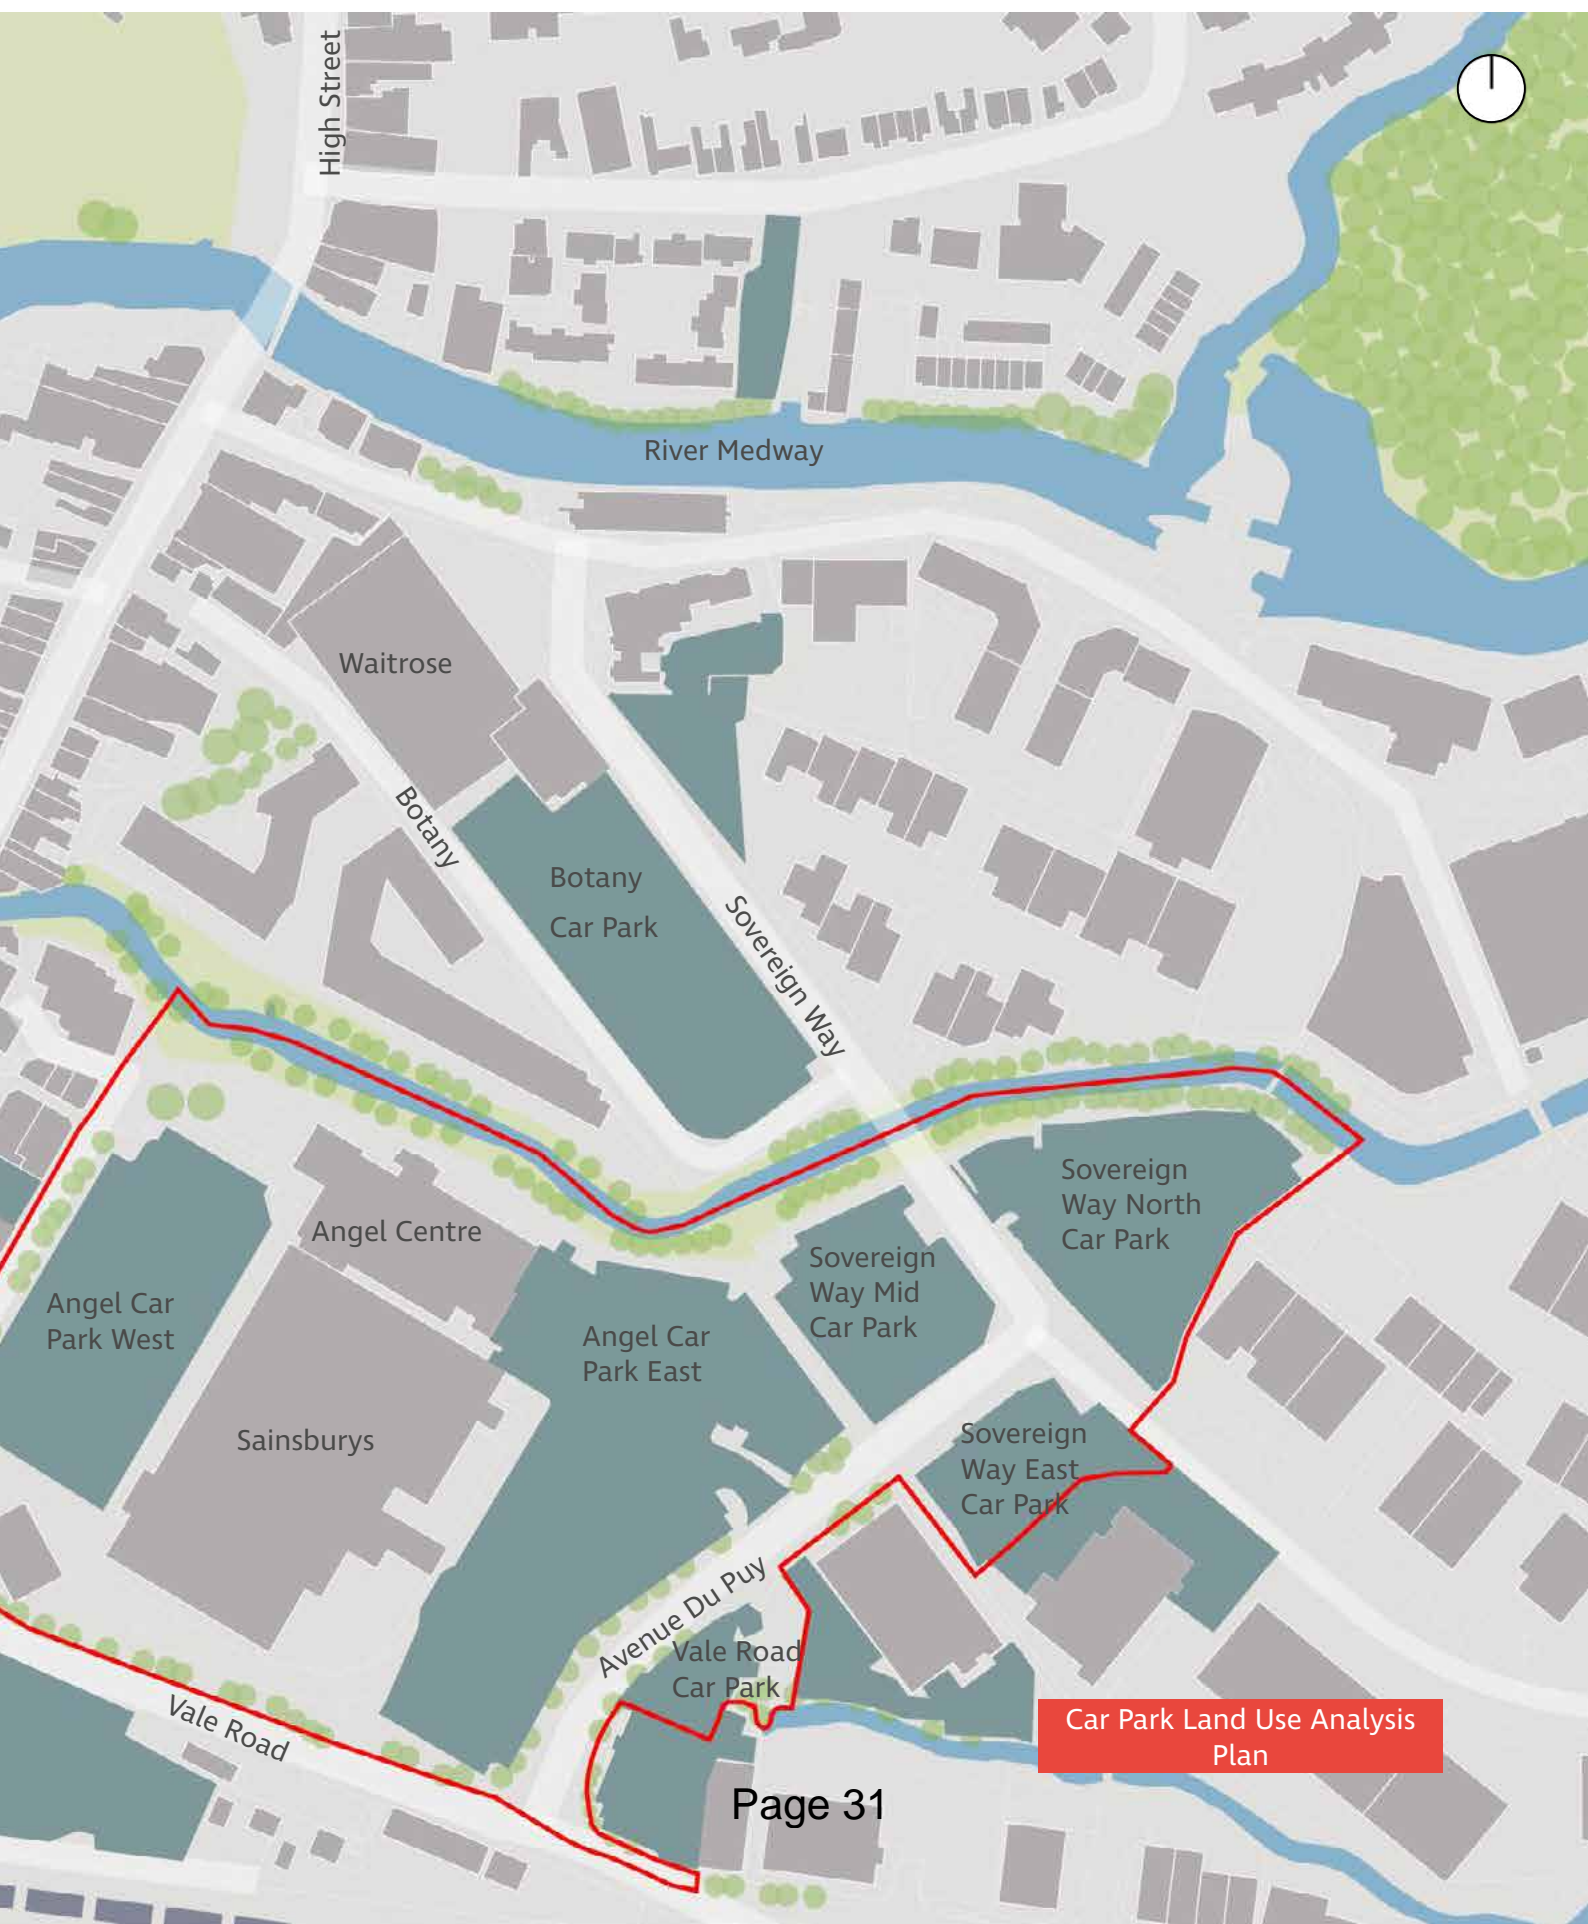 High Street
River Medway
Waitrose
Botany
Botany
Car Park
Sovereign Way
Sovereign
Way North
Car Park
Angel Centre
Sovereign
Way Mid
Car Park
Angel Car
Park West
Angel Car
Park East
Sainsburys
Sovereign
Way East
Car Park
Avenue Du Puy
Vale Road
Car Park
Vale Road
Car Park Land Use Analysis
Plan
Page 31